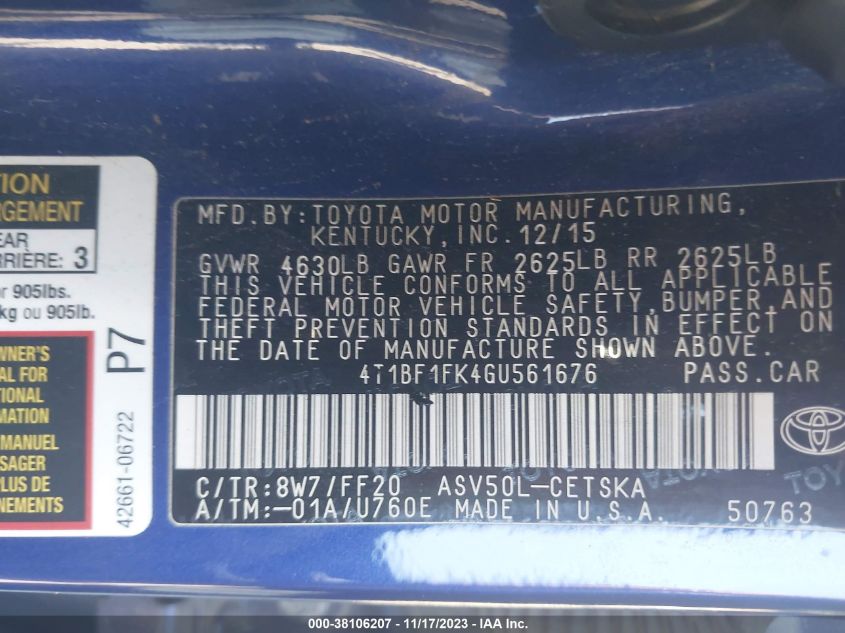 TION
RGEMENT
EAR
RRIÈRE: 3
or 905lbs.
kg ou 905lb.
WNER'S
AL FOR
TIONAL
MATION
MANUEL
SAGER
PLUS DE
NEMENTS
P7
42661-06722
MFD.BY:TOYOTA MOTOR MANUFACTURING,
KENTUCKY,INC.12/15
GVWR 4630LB GAWR FR 2625LB RR 2625LB
THIS VEHICLE CONFORMS TO ALL APPLICABLE
FEDERAL MOTOR VEHICLE SAFETY,BUMPER,AND
THEFT PREVENTION STANDARDS IN EFFECT ON
THE DATE OF MANUFACTURE SHOWN ABOVE.
4T1BF1FK4GU561676 PASS.CAR
C/TR:8W7/FF20 ASV50L-CETSKA
A/TM:-01A/U760E MADE IN U.S.A. 50763
000-38106207 - 11/17/2023 - IAA Inc.